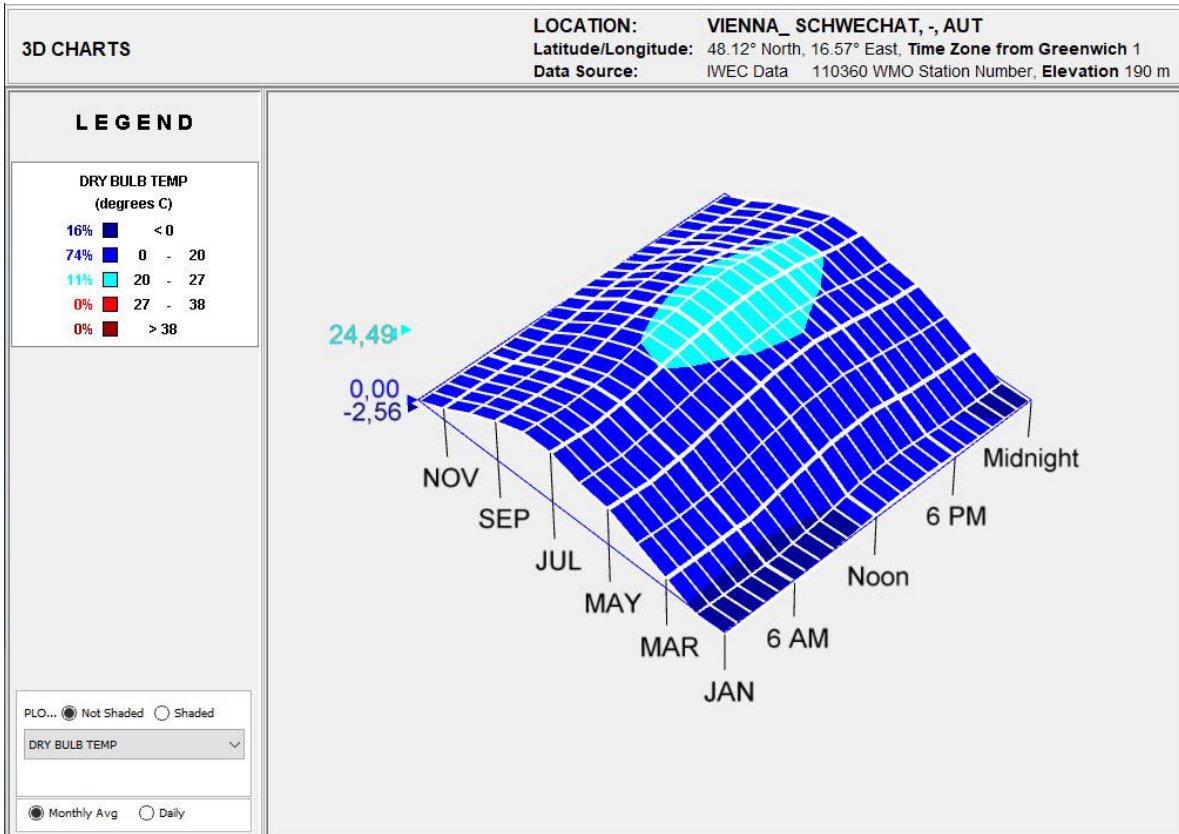 3D CHARTS
LOCATION: VIENNA_ SCHWECHAT, -, AUT
Latitude/Longitude: 48.12° North, 16.57° East, Time Zone from Greenwich 1
Data Source: IWEC Data 110360 WMO Station Number, Elevation 190 m
LEGEND
DRY BULB TEMP
(degrees C)
16% < 0
74% 0 - 20
11% 20 - 27
0% 27 - 38
0% > 38
24,49
0,00
-2,56
NOV
SEP
JUL
MAY
MAR
JAN
6 AM
Noon
6 PM
Midnight
PLO... Not Shaded Shaded
DRY BULB TEMP
Monthly Avg Daily